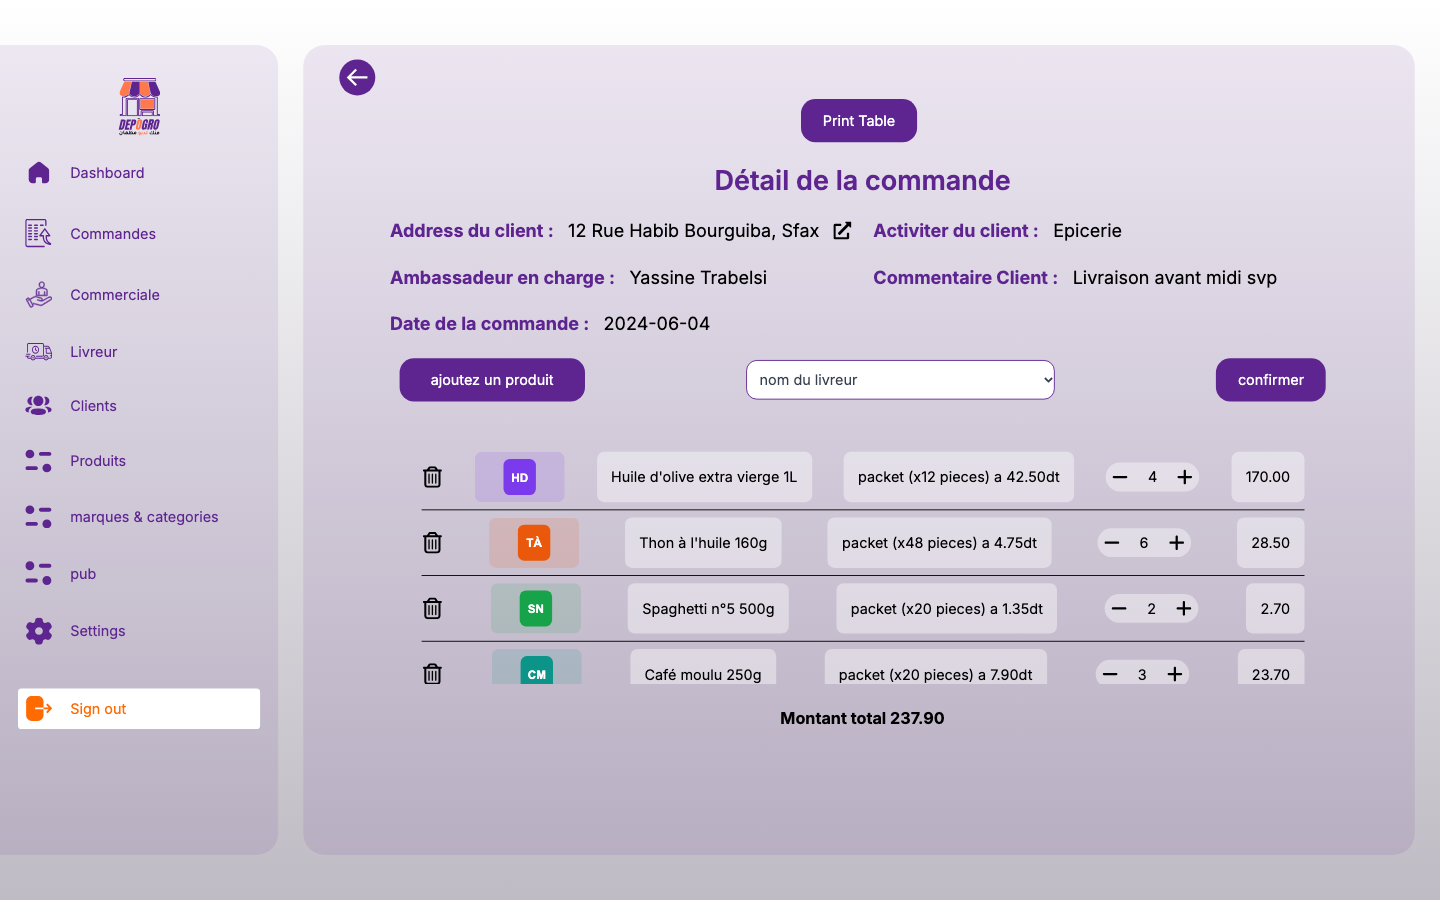 DEPOGRO
Dashboard
Commandes
Commerciale
Livreur
Clients
Produits
marques & categories
pub
Settings
Sign out
Print Table
Détail de la commande
Address du client : 12 Rue Habib Bourguiba, Sfax
Activiter du client : Epicerie
Ambassadeur en charge : Yassine Trabelsi
Commentaire Client : Livraison avant midi svp
Date de la commande : 2024-06-04
ajoutez un produit
nom du livreur
confirmer
HD Huile d'olive extra vierge 1L packet (x12 pieces) a 42.50dt − 4 + 170.00
TÀ Thon à l'huile 160g packet (x48 pieces) a 4.75dt − 6 + 28.50
SN Spaghetti n°5 500g packet (x20 pieces) a 1.35dt − 2 + 2.70
CM Café moulu 250g packet (x20 pieces) a 7.90dt − 3 + 23.70
Montant total 237.90